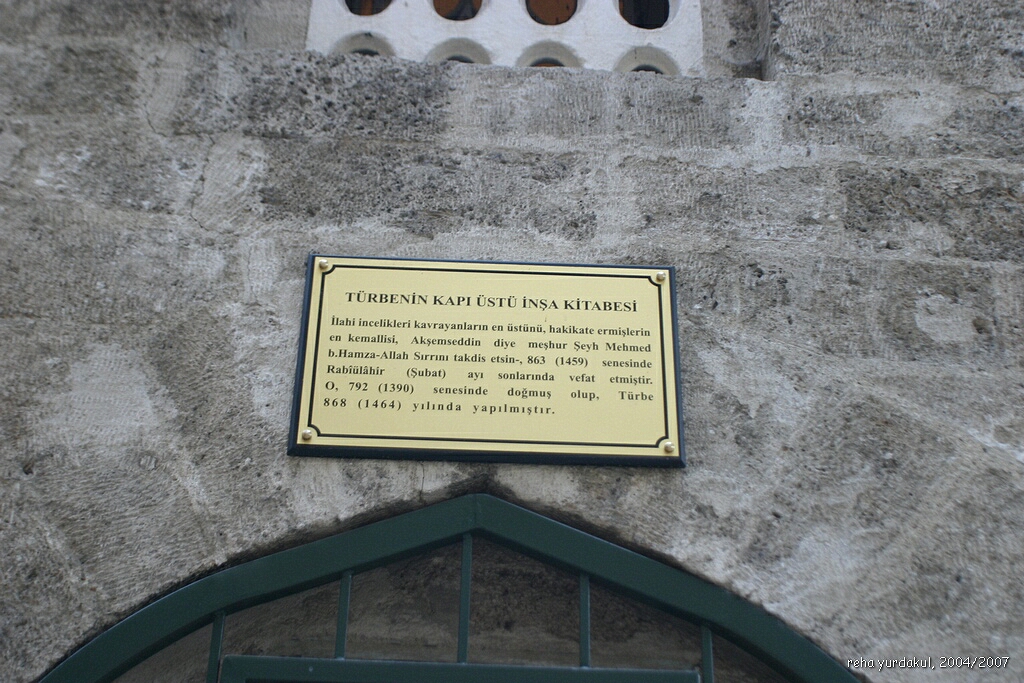 TÜRBENİN KAPI ÜSTÜ İNŞA KİTABESİ
İlahi incelikleri kavrayanların en üstünü, hakikate ermişlerin
en kemallisi, Akşemseddin diye meşhur Şeyh Mehmed
b.Hamza-Allah Sırrını takdis etsin-, 863 (1459) senesinde
Rabîülâhir (Şubat) ayı sonlarında vefat etmiştir.
O, 792 (1390) senesinde doğmuş olup, Türbe
868 (1464) yılında yapılmıştır.
reha yurdakul, 2004/2007